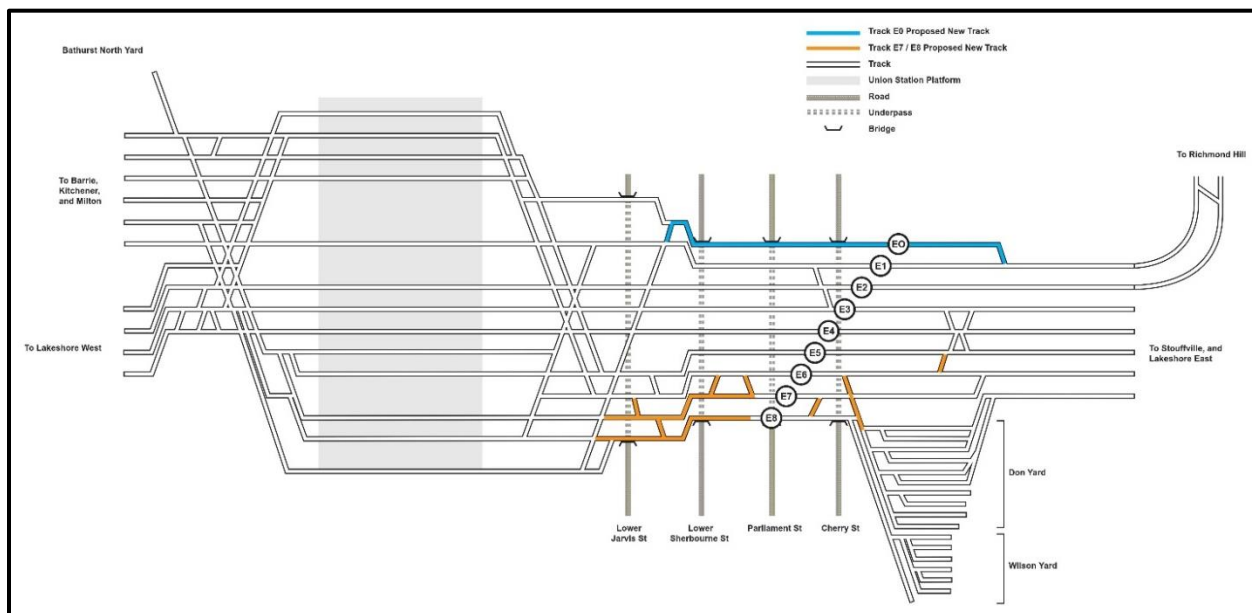 Bathurst North Yard
Track E0 Proposed New Track
Track E7 / E8 Proposed New Track
Track
Union Station Platform
Road
Underpass
Bridge
To Richmond Hill
To Barrie,
Kitchener,
and Milton
EO
E1
E2
E3
E4
To Lakeshore West
E5
To Stouffville, and
Lakeshore East
E6
E7
E8
Don Yard
Lower
Jarvis St
Lower
Sherbourne St
Parliament St
Cherry St
Wilson Yard